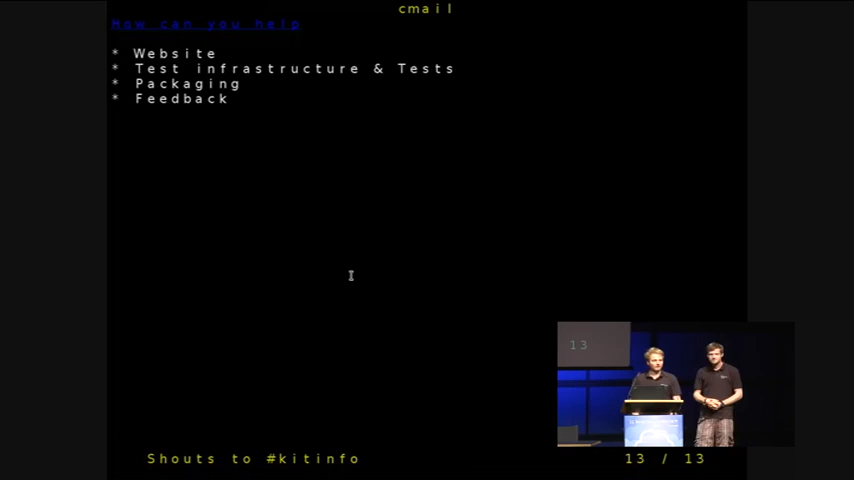 cmail
How can you help
* Website
* Test infrastructure & Tests
* Packaging
* Feedback
13
Shouts to #kitinfo
13 / 13